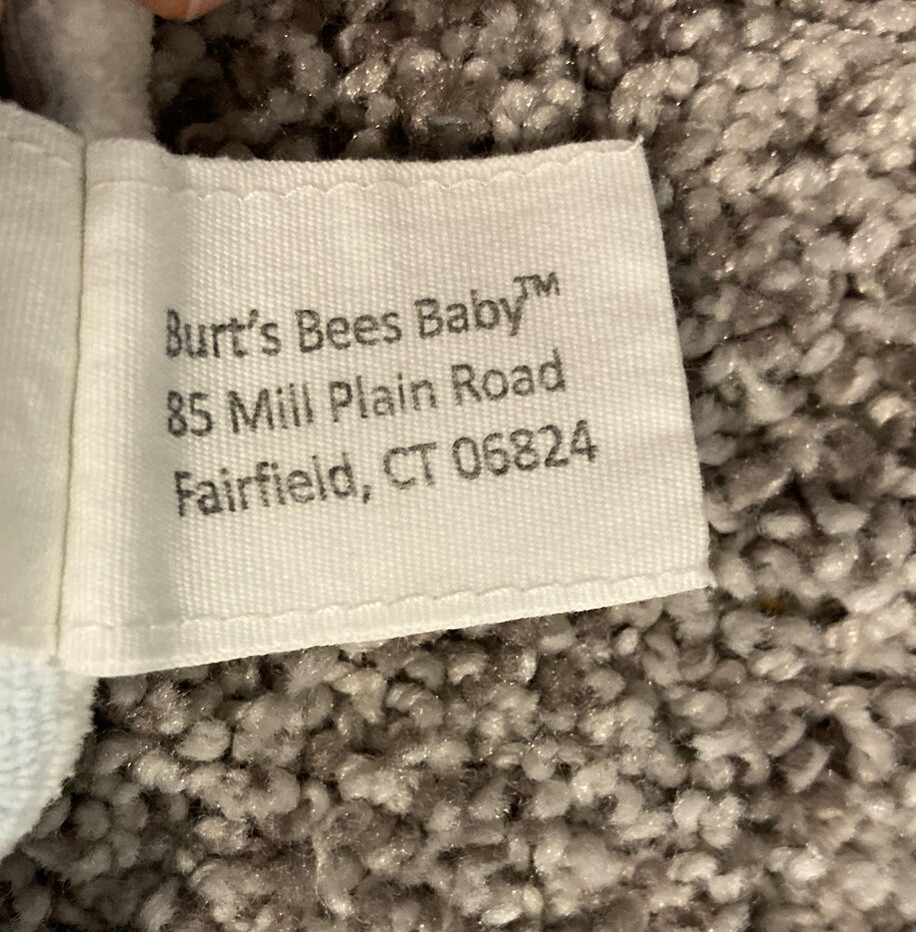 Burt's Bees Baby™
85 Mill Plain Road
Fairfield, CT 06824